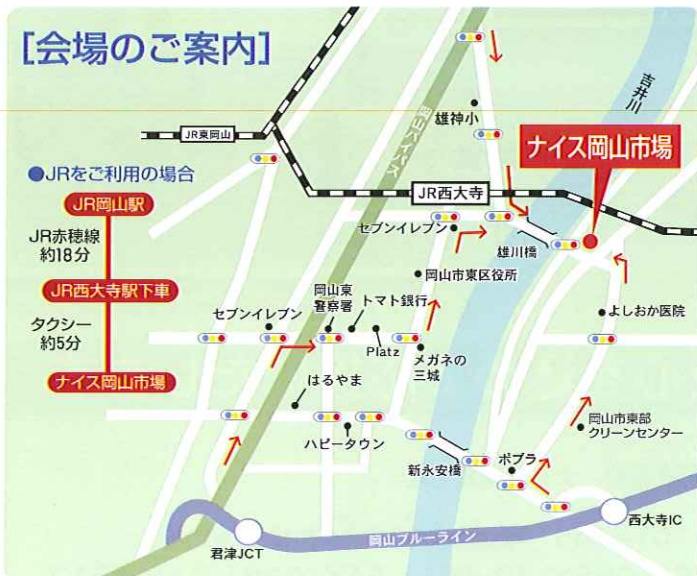 [会場のご案内]
雄神小
吉井川
岡山バイパス
JR東岡山
ナイス岡山市場
●JRをご利用の場合
JR岡山駅
JR赤穂線
約18分
JR西大寺駅下車
タクシー
約5分
ナイス岡山市場
JR西大寺
セブンイレブン
雄川橋
岡山市東区役所
岡山東
警察署
トマト銀行
セブンイレブン
よしおか医院
Platz
メガネの
三城
はるやま
ハピータウン
岡山市東部
クリーンセンター
新永安橋
ポプラ
西大寺IC
君津JCT
岡山ブルーライン